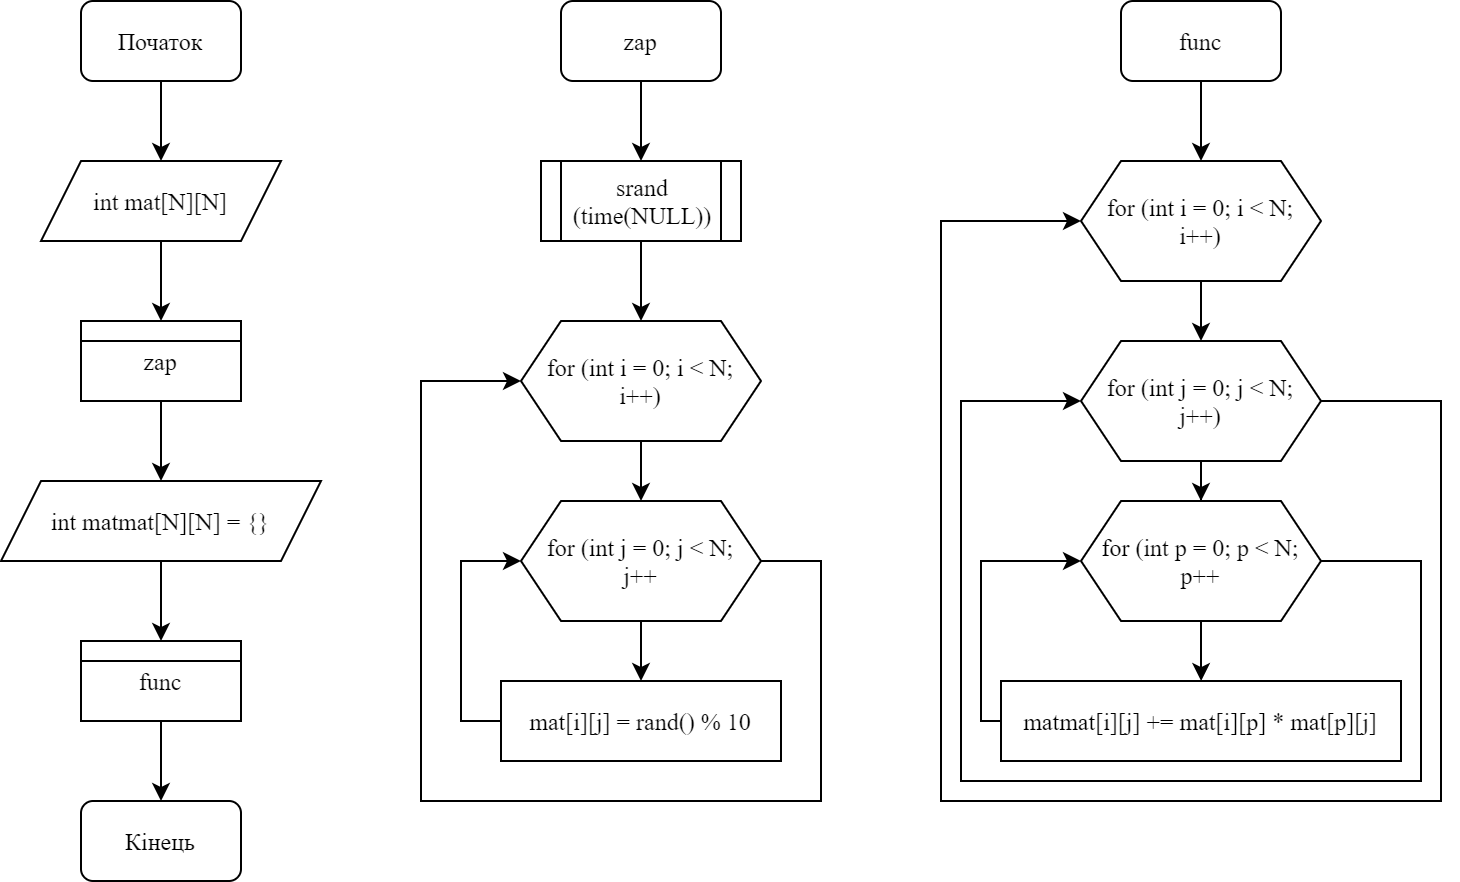 Початок
int mat[N][N]
zap
int matmat[N][N] = {}
func
Кінець
zap
srand
(time(NULL))
for (int i = 0; i < N;
i++)
for (int j = 0; j < N;
j++
mat[i][j] = rand() % 10
func
for (int i = 0; i < N;
i++)
for (int j = 0; j < N;
j++)
for (int p = 0; p < N;
p++
matmat[i][j] += mat[i][p] * mat[p][j]